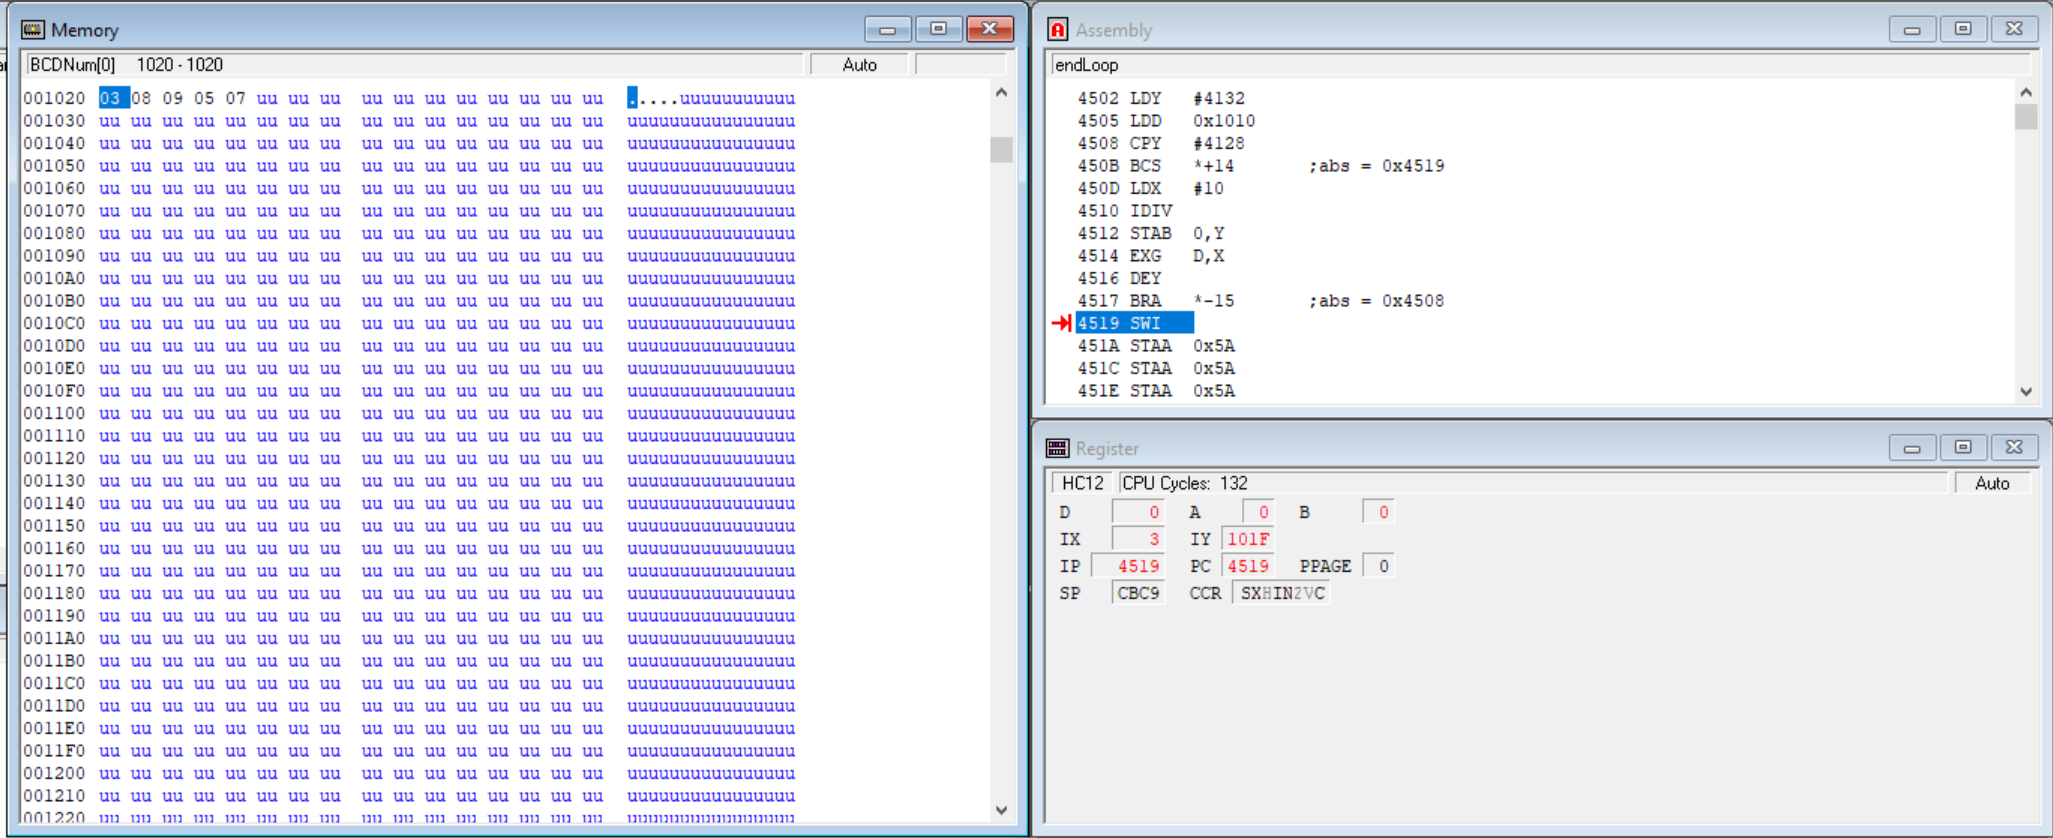 Memory
BCDNum[0] 1020 - 1020 Auto
001020 03 08 09 05 07 uu uu uu uu uu uu uu uu uu uu uu .....uuuuuuuuuuu
001030 uu uu uu uu uu uu uu uu uu uu uu uu uu uu uu uu uuuuuuuuuuuuuuuu
001040 uu uu uu uu uu uu uu uu uu uu uu uu uu uu uu uu uuuuuuuuuuuuuuuu
001050 uu uu uu uu uu uu uu uu uu uu uu uu uu uu uu uu uuuuuuuuuuuuuuuu
001060 uu uu uu uu uu uu uu uu uu uu uu uu uu uu uu uu uuuuuuuuuuuuuuuu
001070 uu uu uu uu uu uu uu uu uu uu uu uu uu uu uu uu uuuuuuuuuuuuuuuu
001080 uu uu uu uu uu uu uu uu uu uu uu uu uu uu uu uu uuuuuuuuuuuuuuuu
001090 uu uu uu uu uu uu uu uu uu uu uu uu uu uu uu uu uuuuuuuuuuuuuuuu
0010A0 uu uu uu uu uu uu uu uu uu uu uu uu uu uu uu uu uuuuuuuuuuuuuuuu
0010B0 uu uu uu uu uu uu uu uu uu uu uu uu uu uu uu uu uuuuuuuuuuuuuuuu
0010C0 uu uu uu uu uu uu uu uu uu uu uu uu uu uu uu uu uuuuuuuuuuuuuuuu
0010D0 uu uu uu uu uu uu uu uu uu uu uu uu uu uu uu uu uuuuuuuuuuuuuuuu
0010E0 uu uu uu uu uu uu uu uu uu uu uu uu uu uu uu uu uuuuuuuuuuuuuuuu
0010F0 uu uu uu uu uu uu uu uu uu uu uu uu uu uu uu uu uuuuuuuuuuuuuuuu
001100 uu uu uu uu uu uu uu uu uu uu uu uu uu uu uu uu uuuuuuuuuuuuuuuu
001110 uu uu uu uu uu uu uu uu uu uu uu uu uu uu uu uu uuuuuuuuuuuuuuuu
001120 uu uu uu uu uu uu uu uu uu uu uu uu uu uu uu uu uuuuuuuuuuuuuuuu
001130 uu uu uu uu uu uu uu uu uu uu uu uu uu uu uu uu uuuuuuuuuuuuuuuu
001140 uu uu uu uu uu uu uu uu uu uu uu uu uu uu uu uu uuuuuuuuuuuuuuuu
001150 uu uu uu uu uu uu uu uu uu uu uu uu uu uu uu uu uuuuuuuuuuuuuuuu
001160 uu uu uu uu uu uu uu uu uu uu uu uu uu uu uu uu uuuuuuuuuuuuuuuu
001170 uu uu uu uu uu uu uu uu uu uu uu uu uu uu uu uu uuuuuuuuuuuuuuuu
001180 uu uu uu uu uu uu uu uu uu uu uu uu uu uu uu uu uuuuuuuuuuuuuuuu
001190 uu uu uu uu uu uu uu uu uu uu uu uu uu uu uu uu uuuuuuuuuuuuuuuu
0011A0 uu uu uu uu uu uu uu uu uu uu uu uu uu uu uu uu uuuuuuuuuuuuuuuu
0011B0 uu uu uu uu uu uu uu uu uu uu uu uu uu uu uu uu uuuuuuuuuuuuuuuu
0011C0 uu uu uu uu uu uu uu uu uu uu uu uu uu uu uu uu uuuuuuuuuuuuuuuu
0011D0 uu uu uu uu uu uu uu uu uu uu uu uu uu uu uu uu uuuuuuuuuuuuuuuu
0011E0 uu uu uu uu uu uu uu uu uu uu uu uu uu uu uu uu uuuuuuuuuuuuuuuu
0011F0 uu uu uu uu uu uu uu uu uu uu uu uu uu uu uu uu uuuuuuuuuuuuuuuu
001200 uu uu uu uu uu uu uu uu uu uu uu uu uu uu uu uu uuuuuuuuuuuuuuuu
001210 uu uu uu uu uu uu uu uu uu uu uu uu uu uu uu uu uuuuuuuuuuuuuuuu
001220 uu uu uu uu uu uu uu uu uu uu uu uu uu uu uu uu uuuuuuuuuuuuuuuu
Assembly
endLoop
4502 LDY #4132
4505 LDD 0x1010
4508 CPY #4128
450B BCS *+14 ;abs = 0x4519
450D LDX #10
4510 IDIV
4512 STAB 0,Y
4514 EXG D,X
4516 DEY
4517 BRA *-15 ;abs = 0x4508
4519 SWI
451A STAA 0x5A
451C STAA 0x5A
451E STAA 0x5A
Register
HC12 CPU Cycles: 132 Auto
D 0 A 0 B 0
IX 3 IY 101F
IP 4519 PC 4519 PPAGE 0
SP CBC9 CCR SXHINZVC